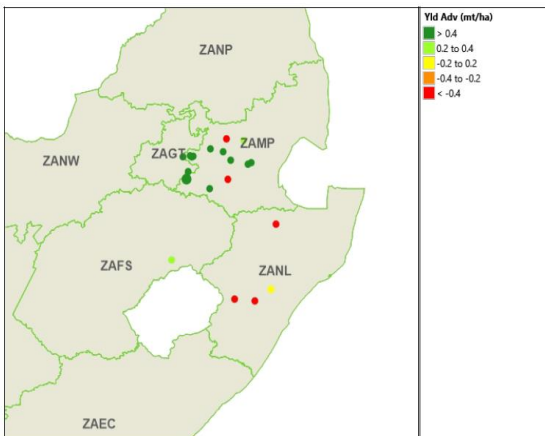 Yld Adv (mt/ha)
> 0.4
0.2 to 0.4
-0.2 to 0.2
-0.4 to -0.2
< -0.4
ZANP
ZANW
ZAGT
ZAMP
ZAFS
ZANL
ZAEC